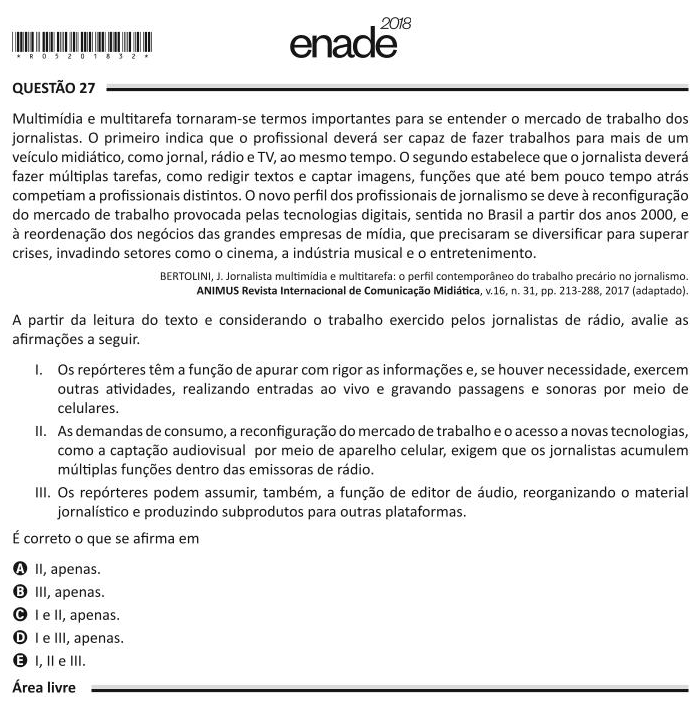 enade 2018
* R 0 5 2 0 1 8 3 2 *
QUESTÃO 27
Multimídia e multitarefa tornaram-se termos importantes para se entender o mercado de trabalho dos
jornalistas. O primeiro indica que o profissional deverá ser capaz de fazer trabalhos para mais de um
veículo midiático, como jornal, rádio e TV, ao mesmo tempo. O segundo estabelece que o jornalista deverá
fazer múltiplas tarefas, como redigir textos e captar imagens, funções que até bem pouco tempo atrás
competiam a profissionais distintos. O novo perfil dos profissionais de jornalismo se deve à reconfiguração
do mercado de trabalho provocada pelas tecnologias digitais, sentida no Brasil a partir dos anos 2000, e
à reordenação dos negócios das grandes empresas de mídia, que precisaram se diversificar para superar
crises, invadindo setores como o cinema, a indústria musical e o entretenimento.
BERTOLINI, J. Jornalista multimídia e multitarefa: o perfil contemporâneo do trabalho precário no jornalismo.
ANIMUS Revista Internacional de Comunicação Midiática, v.16, n. 31, pp. 213-288, 2017 (adaptado).
A partir da leitura do texto e considerando o trabalho exercido pelos jornalistas de rádio, avalie as
afirmações a seguir.
I. Os repórteres têm a função de apurar com rigor as informações e, se houver necessidade, exercem
outras atividades, realizando entradas ao vivo e gravando passagens e sonoras por meio de
celulares.
II. As demandas de consumo, a reconfiguração do mercado de trabalho e o acesso a novas tecnologias,
como a captação audiovisual por meio de aparelho celular, exigem que os jornalistas acumulem
múltiplas funções dentro das emissoras de rádio.
III. Os repórteres podem assumir, também, a função de editor de áudio, reorganizando o material
jornalístico e produzindo subprodutos para outras plataformas.
É correto o que se afirma em
A II, apenas.
B III, apenas.
C I e II, apenas.
D I e III, apenas.
E I, II e III.
Área livre